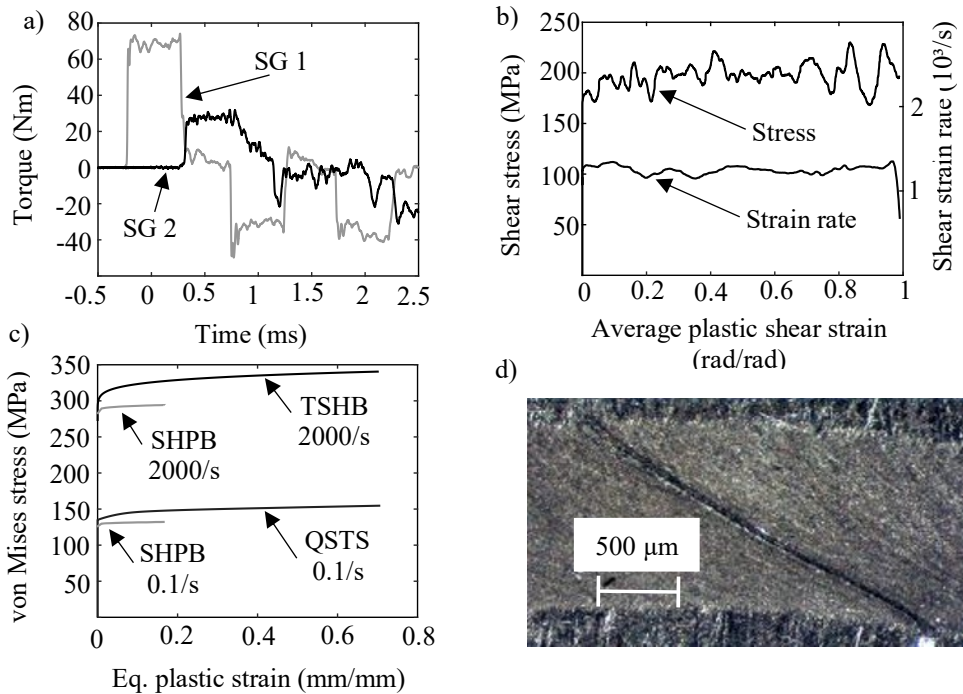 a)
80
60
40
20
0
-20
-40
-0.5
0
0.5
1
1.5
2
2.5
Torque (Nm)
Time (ms)
SG 1
SG 2
b)
250
200
150
100
50
0
0.2
0.4
0.6
0.8
1
2
1
Shear stress (MPa)
Shear strain rate (10³/s)
Stress
Strain rate
Average plastic shear strain
(rad/rad)
c)
350
300
250
200
150
100
50
0
0.2
0.4
0.6
0.8
von Mises stress (MPa)
Eq. plastic strain (mm/mm)
SHPB
2000/s
TSHB
2000/s
SHPB
0.1/s
QSTS
0.1/s
d)
500 μm